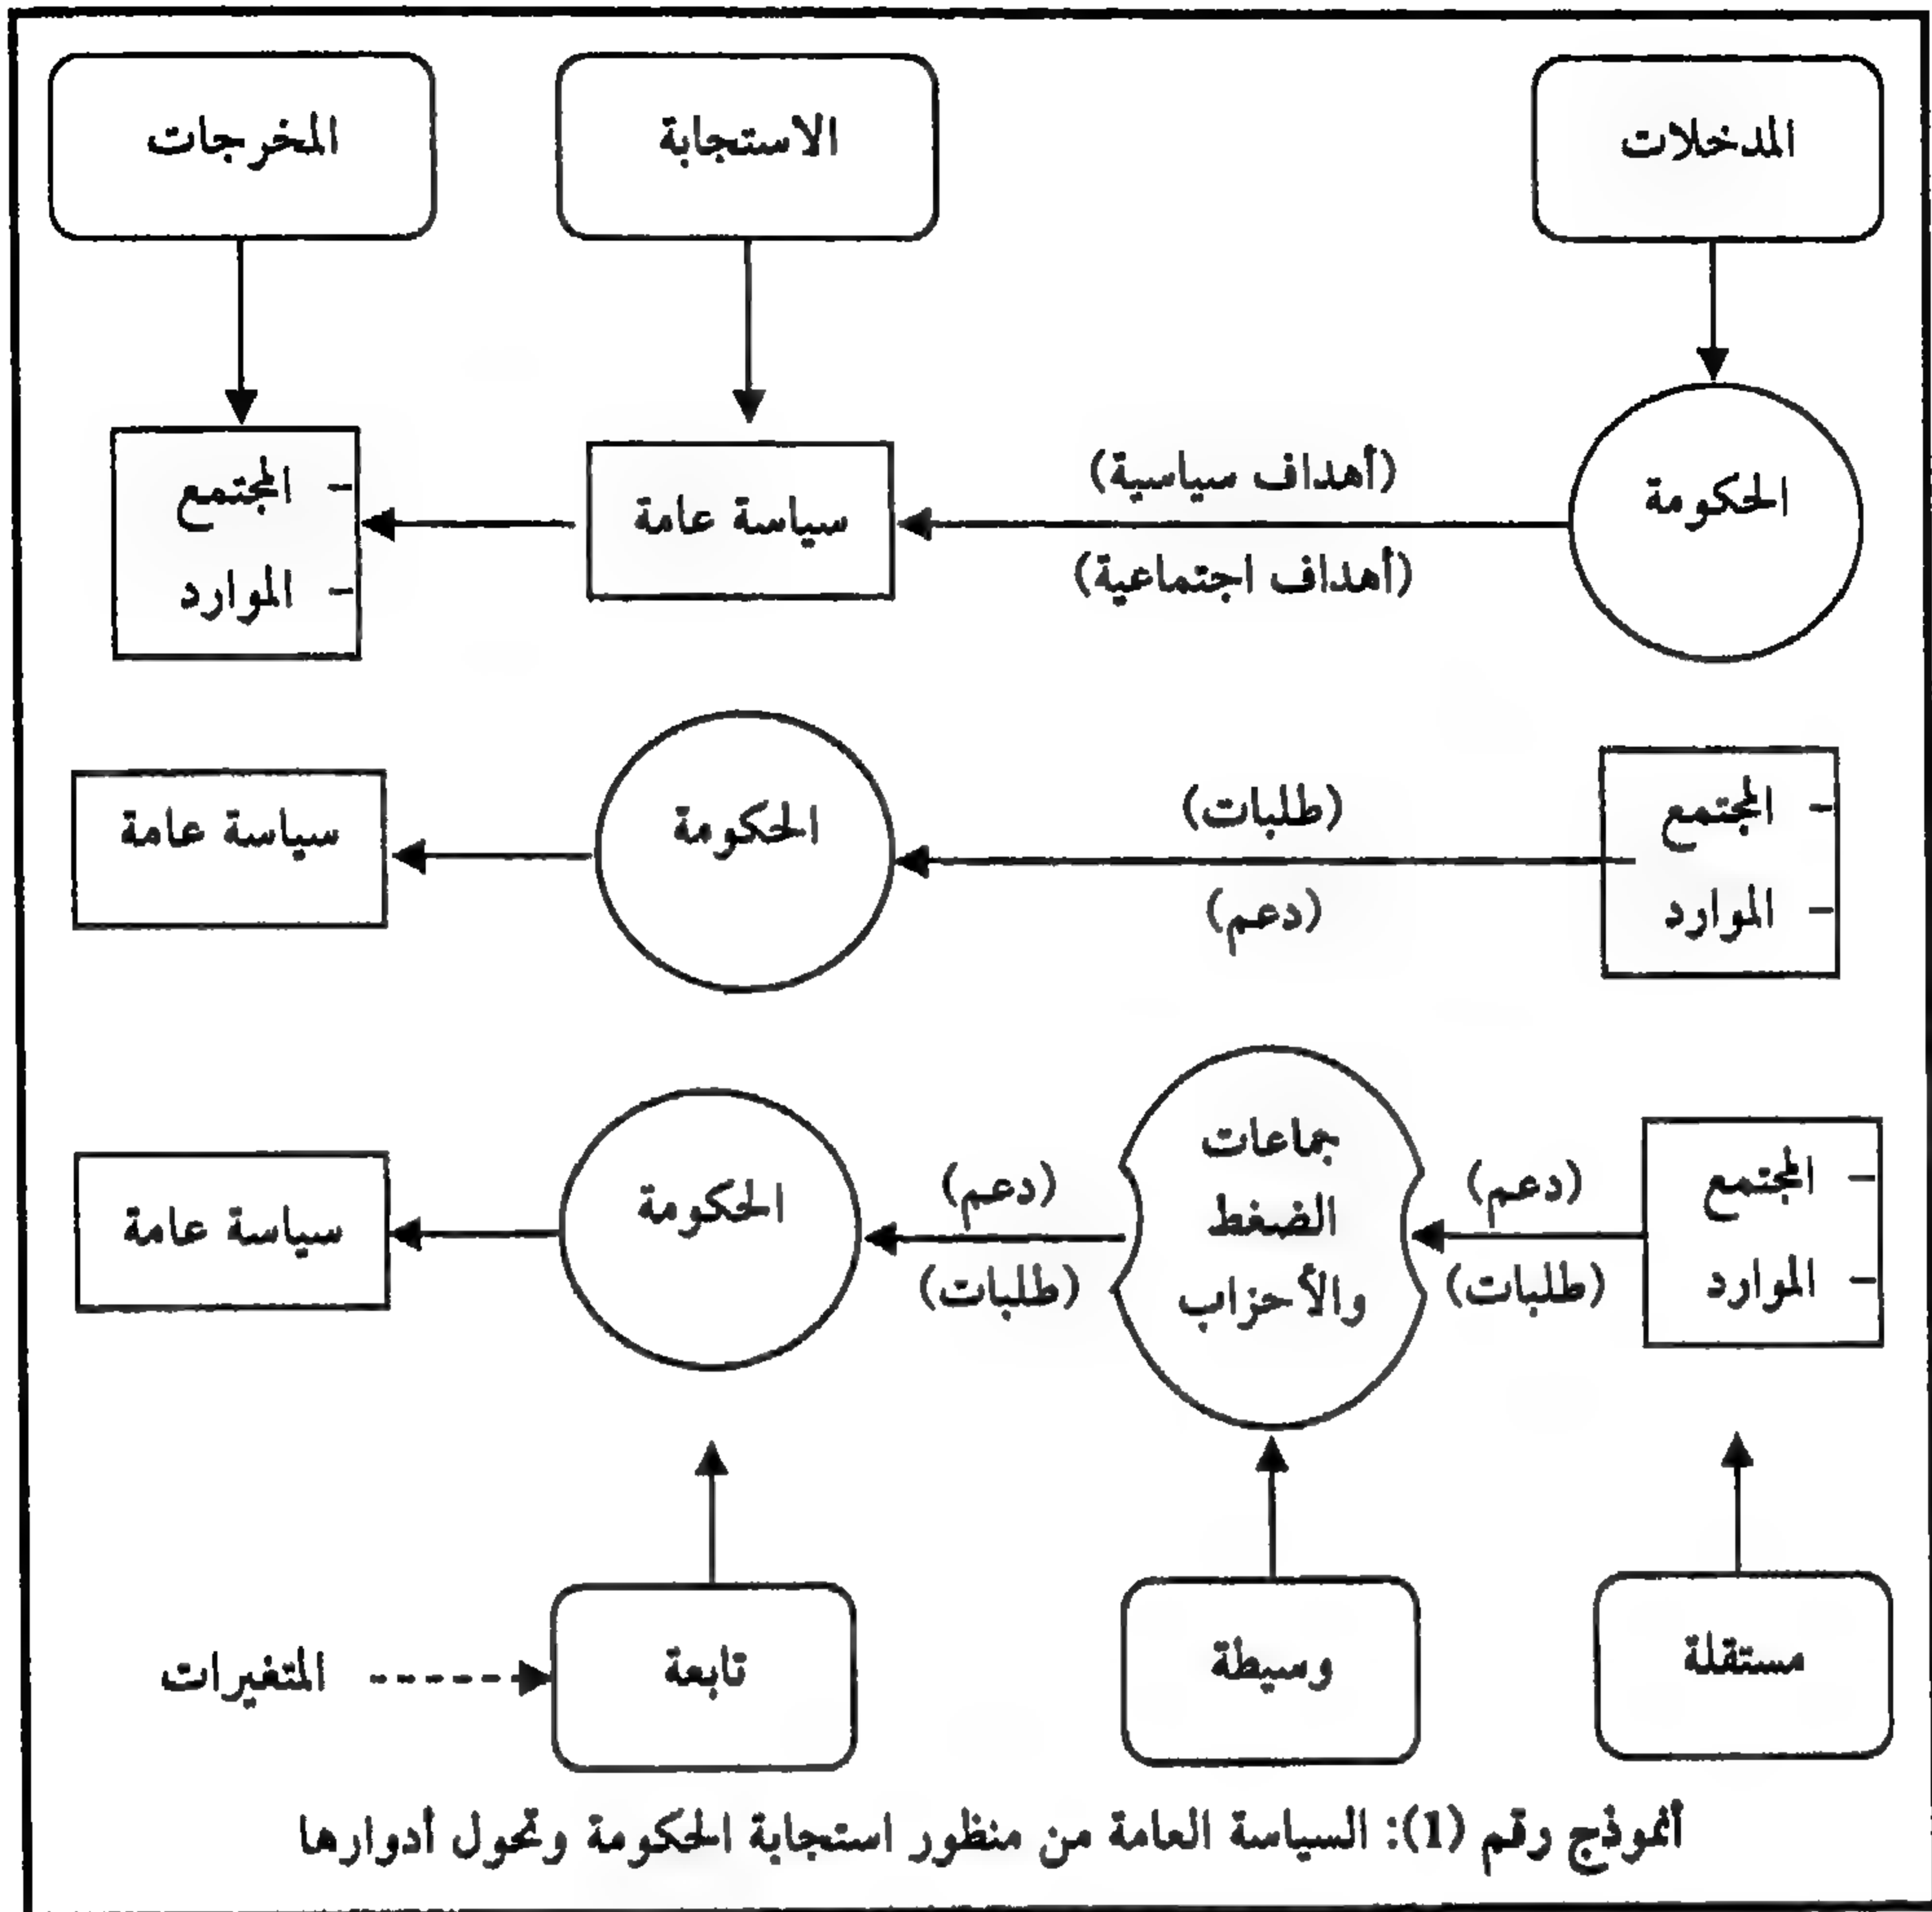 المدخلات
الاستجابة
المخرجات
الحكومة
(أهداف سياسية)
(أهداف اجتماعية)
سياسة عامة
- المجتمع
- الموارد
- المجتمع
- الموارد
(طلبات)
(دعم)
الحكومة
سياسة عامة
- المجتمع
- الموارد
(دعم)
(طلبات)
جماعات
الضغط
والأحزاب
(دعم)
(طلبات)
الحكومة
سياسة عامة
مستقلة
وسيطة
تابعة
المتغيرات
أنموذج رقم (1): السياسة العامة من منظور استجابة الحكومة وتحول أدوارها